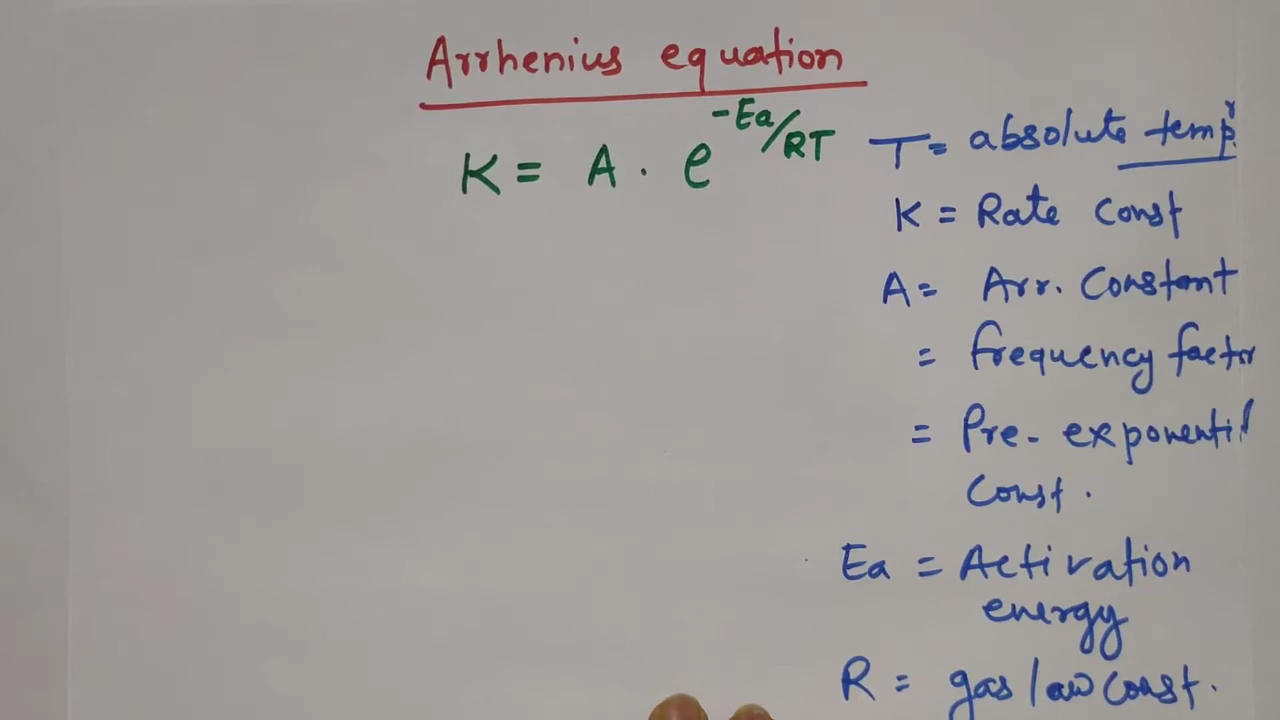 Arrhenius equation
K = A . e^-Ea/RT
T = absolute temp^r.
K = Rate Const
A = Arr. Constant
= frequency factor
= Pre-exponentil
Const.
Ea = Activation
energy
R = gas law const.